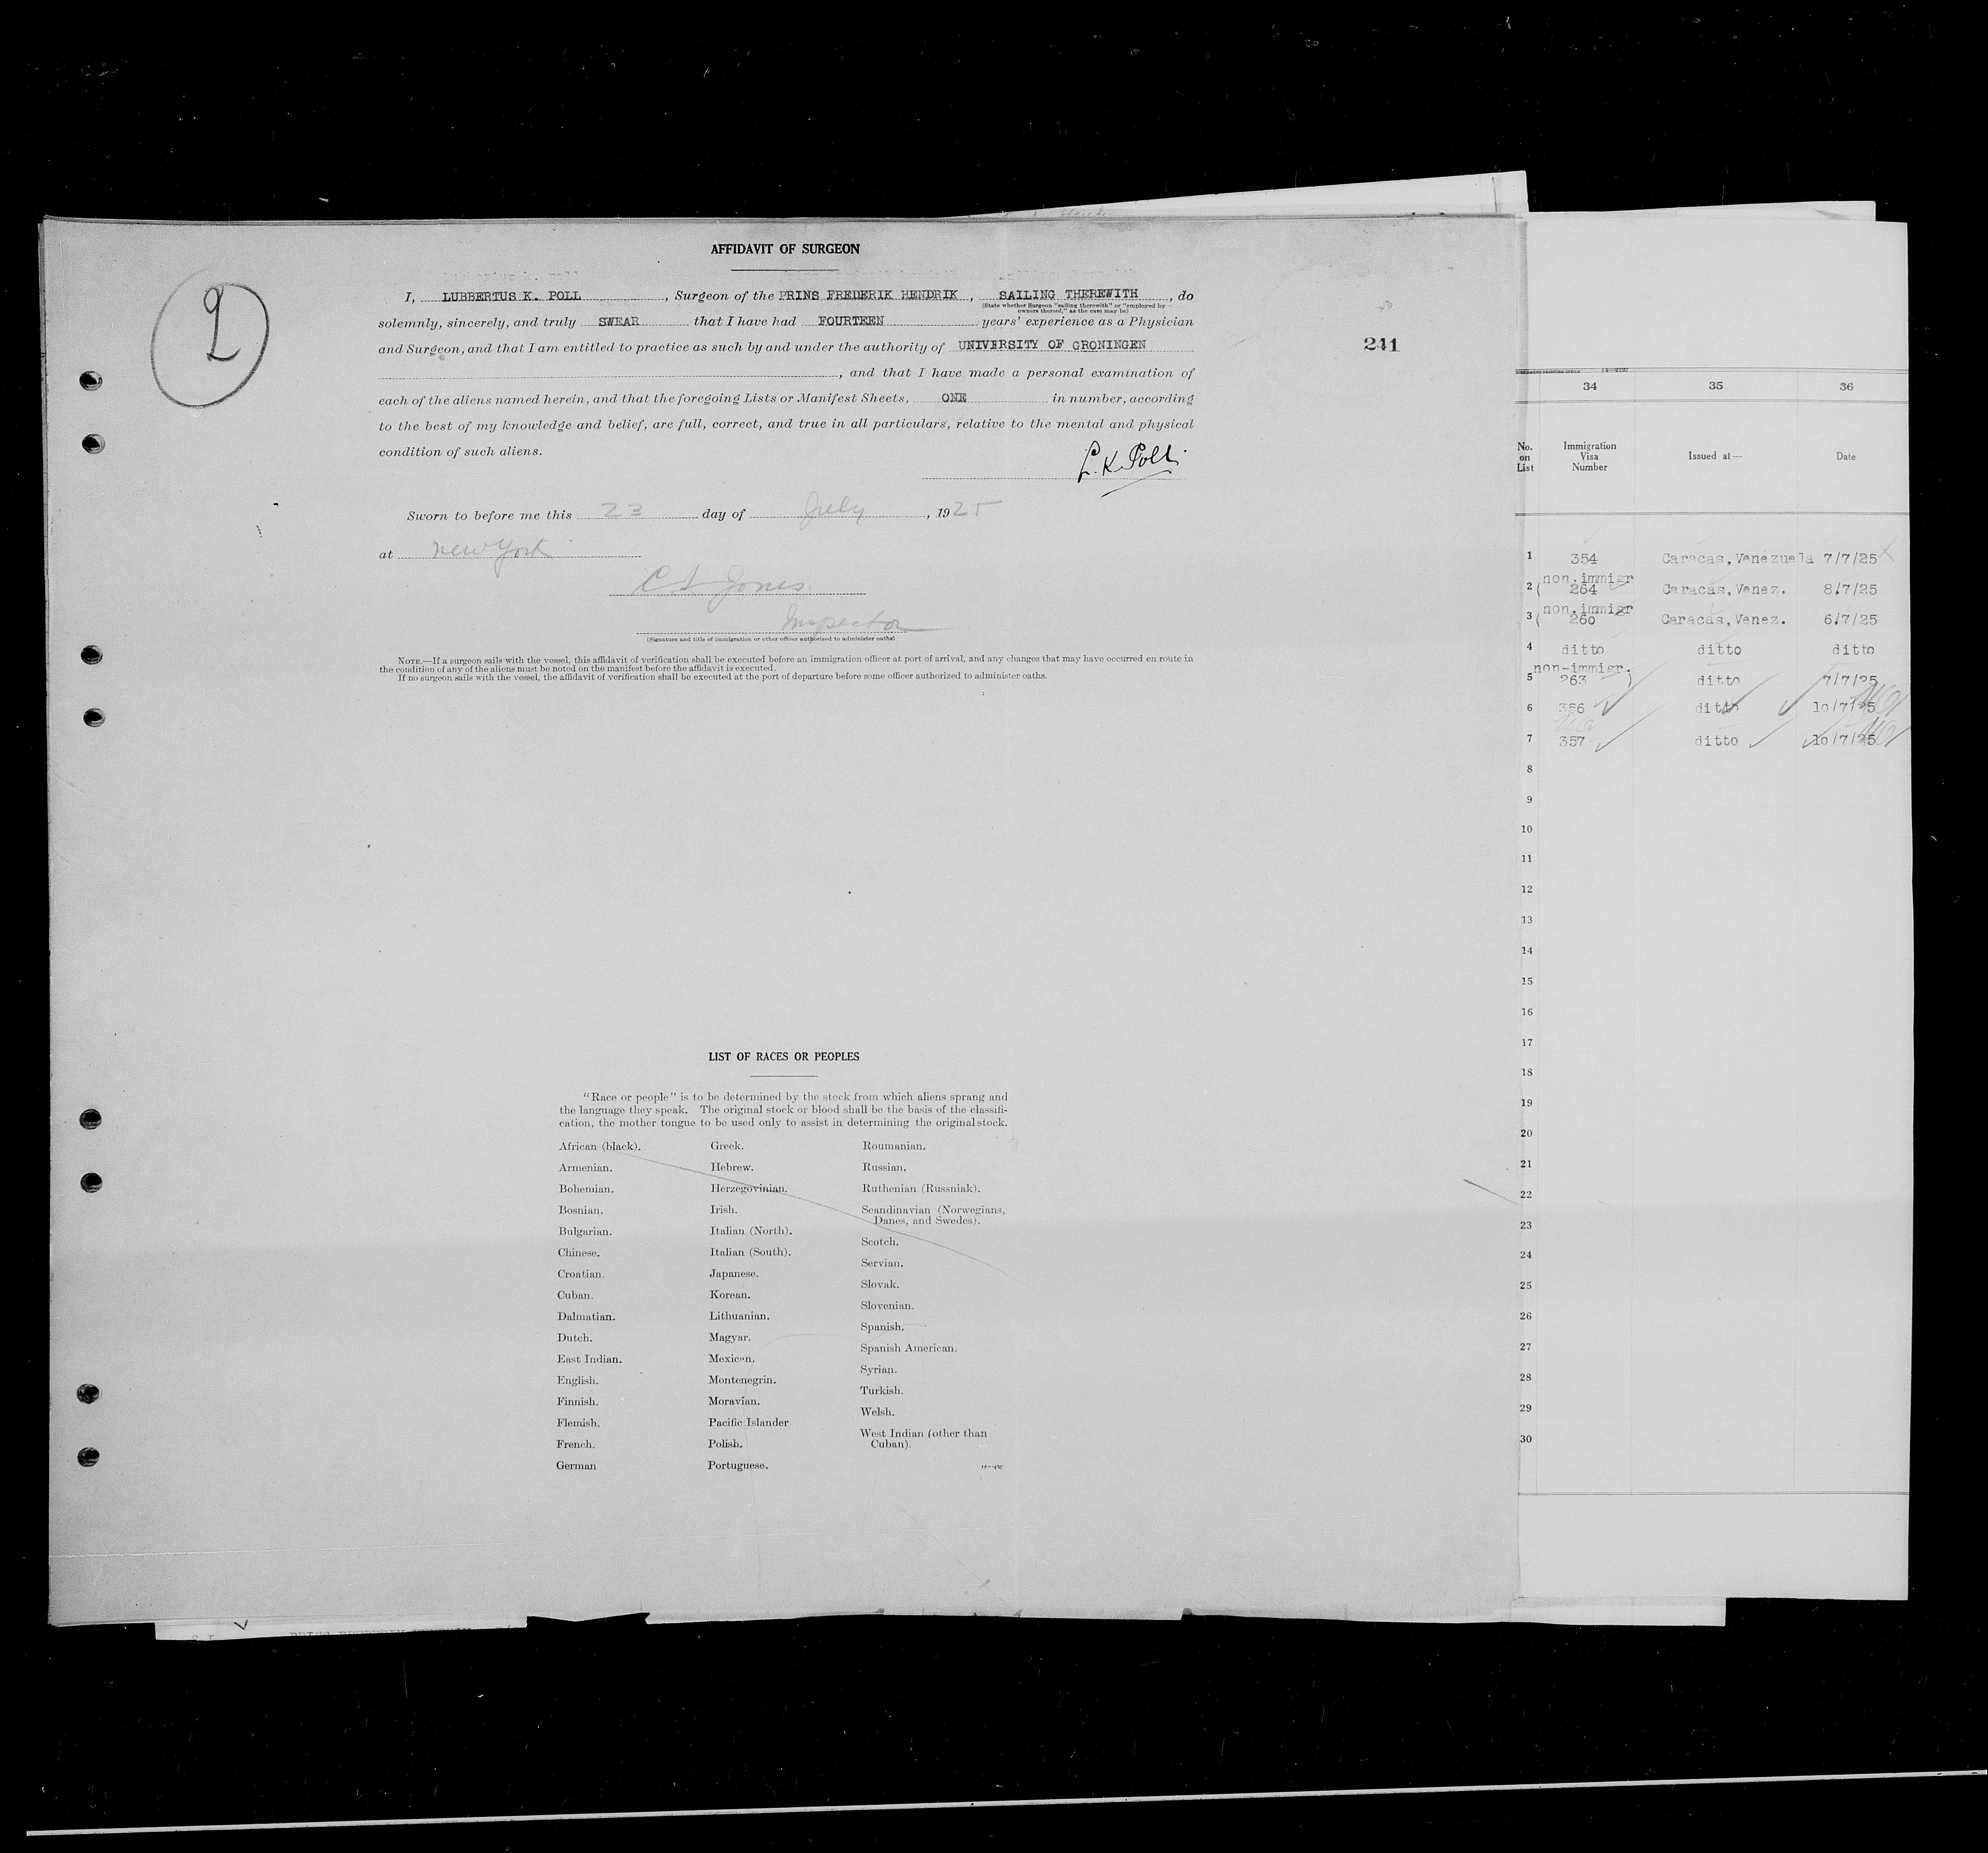 AFFIDAVIT OF SURGEON
2
I, LUBBERTUS K. POLL, Surgeon of the PRINS FREDERIK HENDRIK, SAILING THEREWITH, do
(State whether Surgeon "sailing therewith" or "employed by
owners thereof," as the case may be)
solemnly, sincerely, and truly SWEAR that I have had FOURTEEN years' experience as a Physician
and Surgeon, and that I am entitled to practice as such by and under the authority of UNIVERSITY OF GRONINGEN
, and that I have made a personal examination of
each of the aliens named herein, and that the foregoing Lists or Manifest Sheets, ONE in number, according
to the best of my knowledge and belief, are full, correct, and true in all particulars, relative to the mental and physical
condition of such aliens.
L. K. Poll
Sworn to before me this 23 day of July, 1925
at New York
Jones
Inspector
(Signature and title of immigration or other officer authorized to administer oaths)
NOTE.—If a surgeon sails with the vessel, this affidavit of verification shall be executed before an immigration officer at port of arrival, and any changes that may have occurred en route in
the condition of any of the aliens must be noted on the manifest before the affidavit is executed.
If no surgeon sails with the vessel, the affidavit of verification shall be executed at the port of departure before some officer authorized to administer oaths.
241
LIST OF RACES OR PEOPLES
"Race or people" is to be determined by the stock from which aliens sprang and
the language they speak. The original stock or blood shall be the basis of the classifi-
cation, the mother tongue to be used only to assist in determining the original stock.
African (black).
Armenian.
Bohemian.
Bosnian.
Bulgarian.
Chinese.
Croatian.
Cuban.
Dalmatian.
Dutch.
East Indian.
English.
Finnish.
Flemish.
French.
German
Greek.
Hebrew.
Herzegovinian.
Irish.
Italian (North).
Italian (South).
Japanese.
Korean.
Lithuanian.
Magyar.
Mexican.
Montenegrin.
Moravian.
Pacific Islander
Polish.
Portuguese.
Roumanian.
Russian.
Ruthenian (Russniak).
Scandinavian (Norwegians,
Danes, and Swedes).
Scotch.
Servian.
Slovak.
Slovenian.
Spanish.
Spanish American.
Syrian.
Turkish.
Welsh.
West Indian (other than
Cuban).
34 35 36
No. on List Immigration Visa Number Issued at— Date
1 354 Caracas, Venezuela 7/7/25
non.immigr
2 264 Caracas, Venez. 8/7/25
non.immigr
3 260 Caracas, Venez. 6/7/25
4 ditto ditto ditto
non-immigr.
5 263 ditto 7/7/25
6 356 ditto 10/7/25
7 357 ditto 10/7/25
8
9
10
11
12
13
14
15
16
17
18
19
20
21
22
23
24
25
26
27
28
29
30